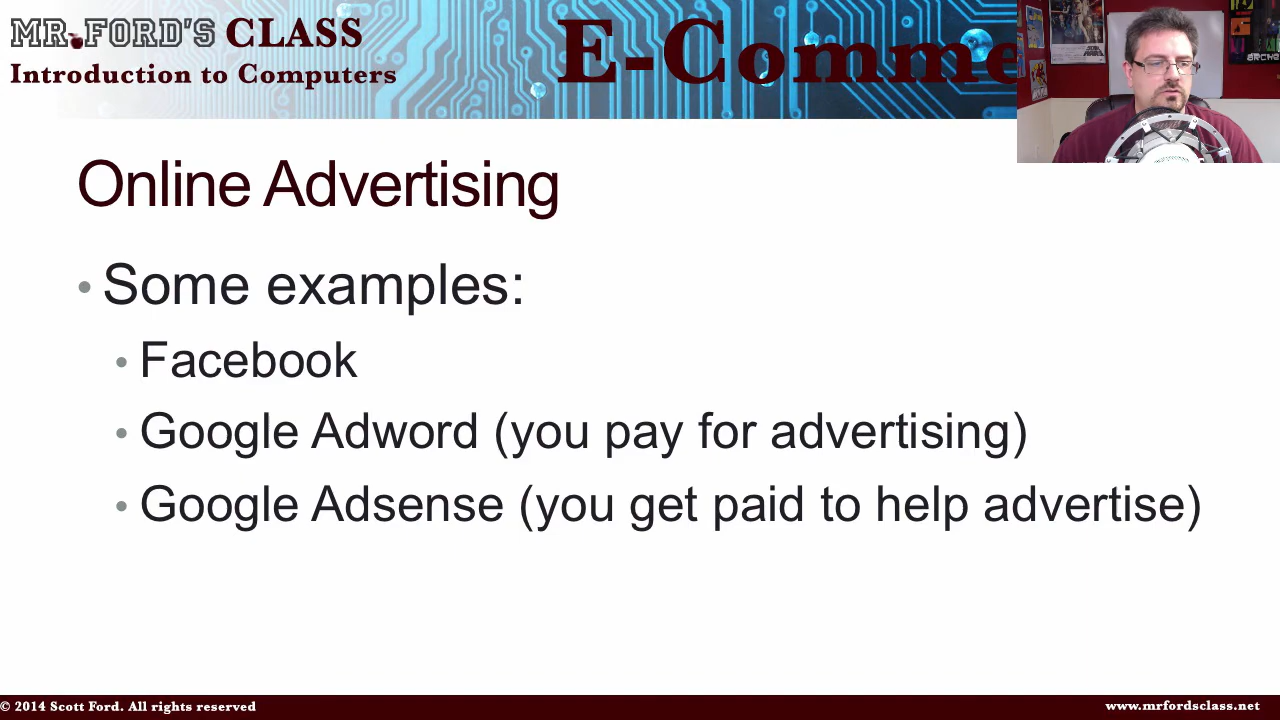 MR. FORD'S CLASS
Introduction to Computers
E-Comme
Online Advertising
• Some examples:
• Facebook
• Google Adword (you pay for advertising)
• Google Adsense (you get paid to help advertise)
© 2014 Scott Ford. All rights reserved
www.mrfordsclass.net